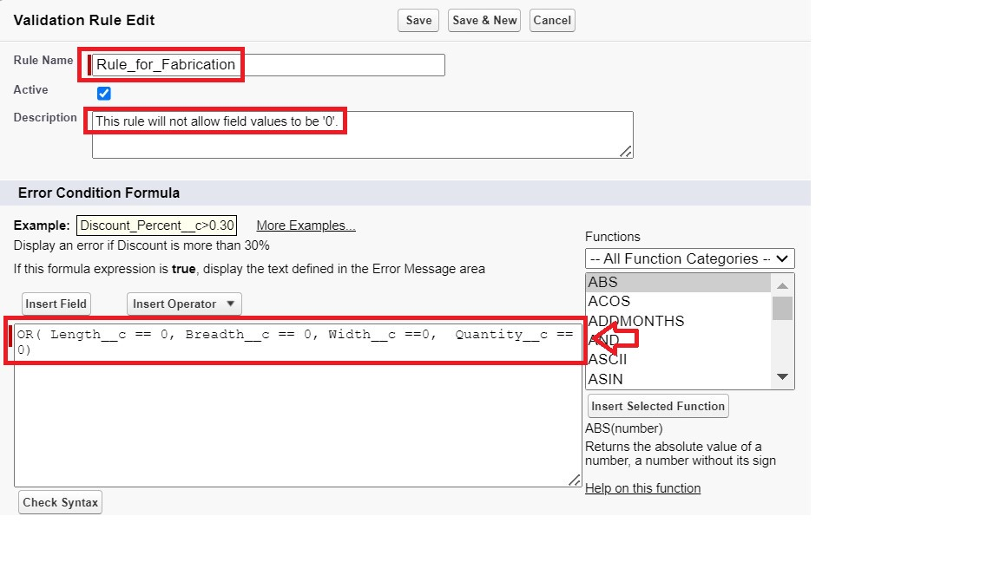 Validation Rule Edit
Save
Save & New
Cancel
Rule Name
Rule_for_Fabrication
Active
Description
This rule will not allow field values to be '0'.
Error Condition Formula
Example: Discount_Percent__c>0.30 More Examples...
Display an error if Discount is more than 30%
If this formula expression is true, display the text defined in the Error Message area
Insert Field
Insert Operator
OR( Length__c == 0, Breadth__c == 0, Width__c ==0,  Quantity__c ==
0)
Check Syntax
Functions
-- All Function Categories --
ABS
ACOS
ADDMONTHS
AND
ASCII
ASIN
Insert Selected Function
ABS(number)
Returns the absolute value of a
number, a number without its sign
Help on this function